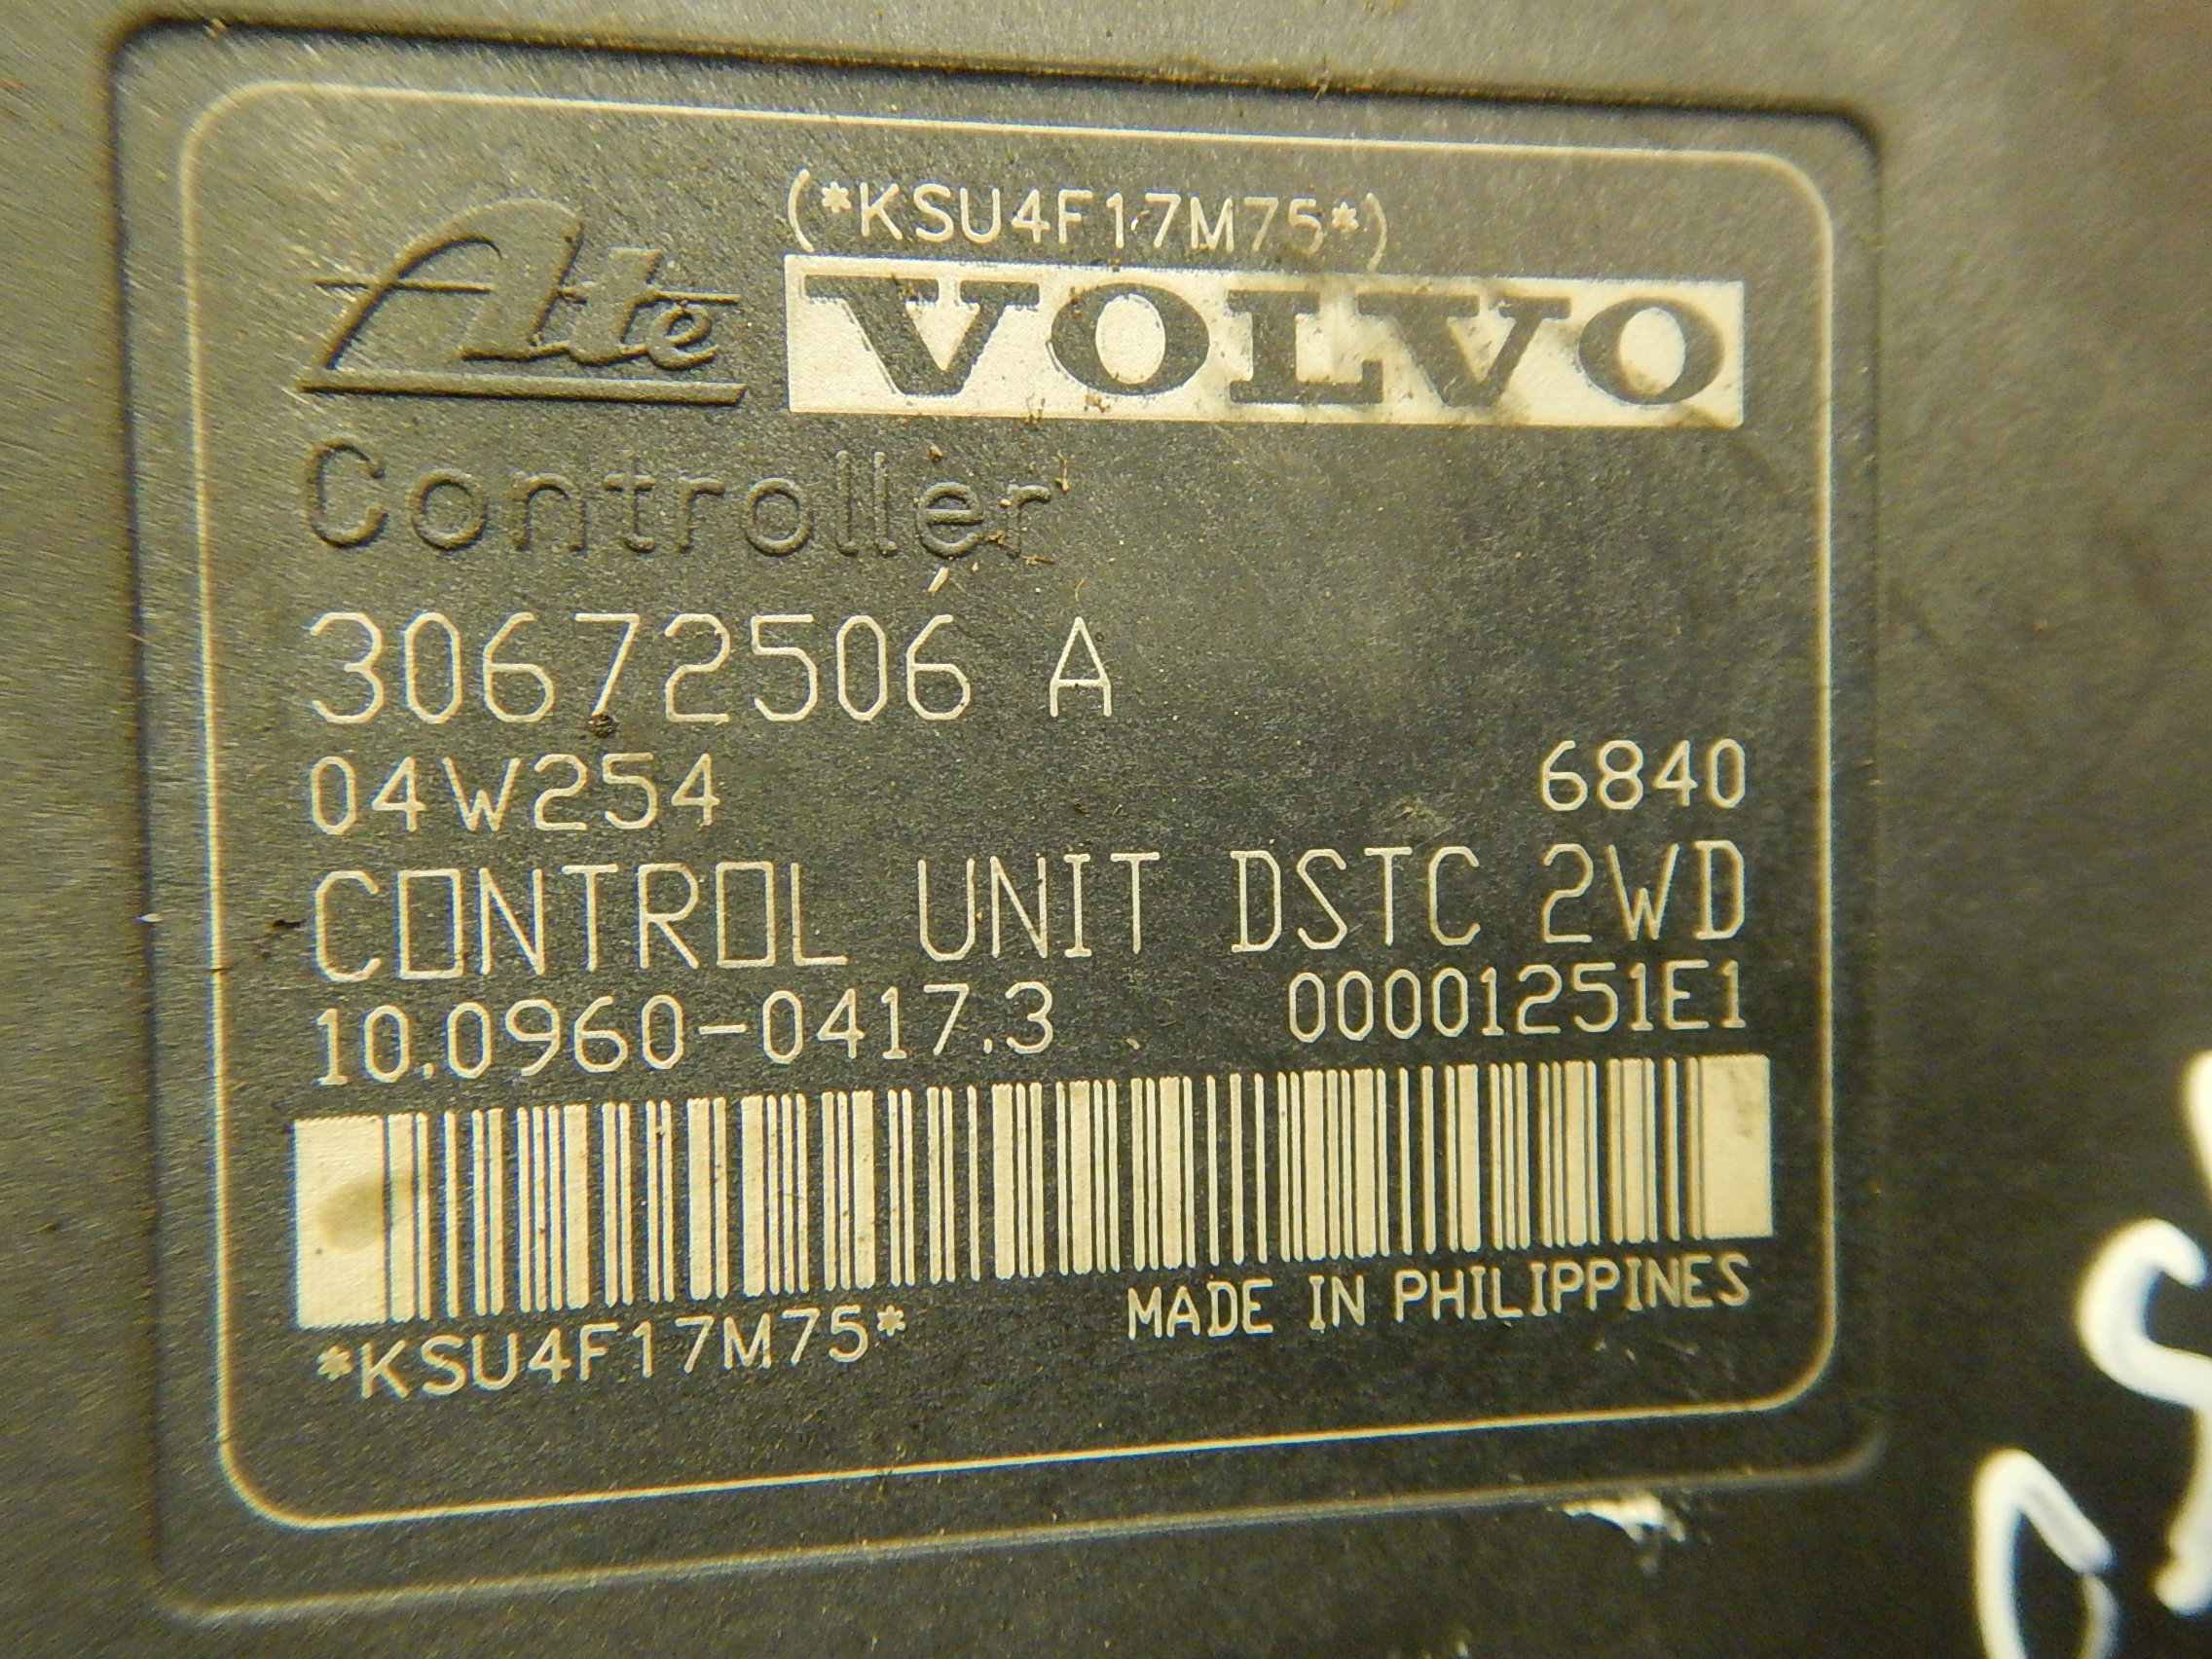 (*KSU4F17M75*)
Ate VOLVO
Controller
30672506 A
04W254 6840
CONTROL UNIT DSTC 2WD
10.0960-0417.3 00001251E1
*KSU4F17M75* MADE IN PHILIPPINES